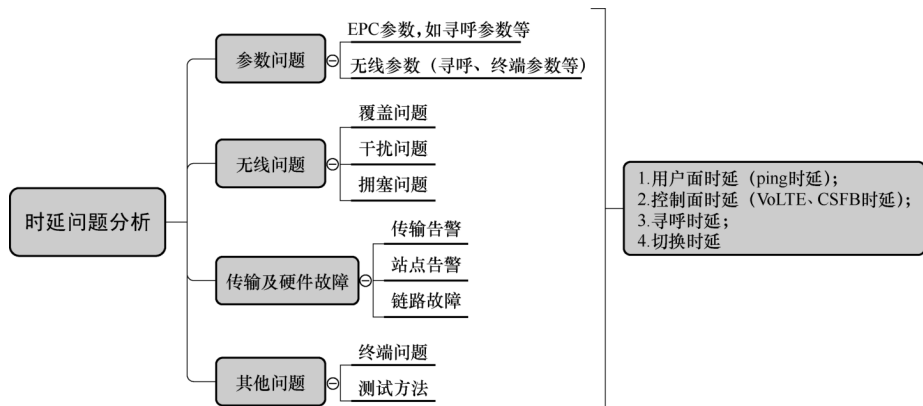 时延问题分析
参数问题
EPC参数，如寻呼参数等
无线参数（寻呼、终端参数等）
无线问题
覆盖问题
干扰问题
拥塞问题
传输及硬件故障
传输告警
站点告警
链路故障
其他问题
终端问题
测试方法
1.用户面时延（ping时延）；
2.控制面时延（VoLTE、CSFB时延）；
3.寻呼时延；
4.切换时延